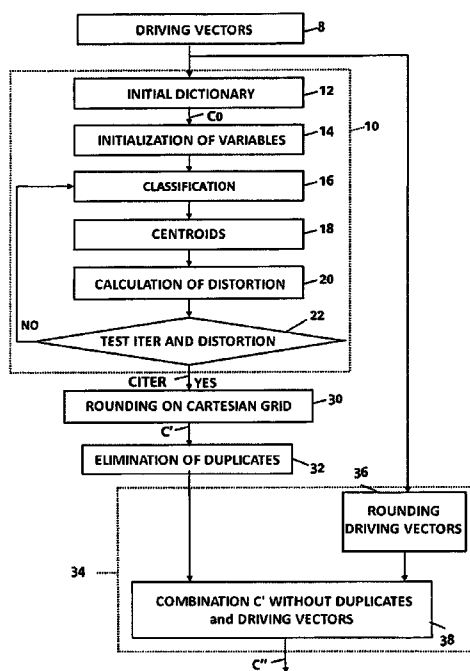 DRIVING VECTORS
8
INITIAL DICTIONARY
12
C0
10
INITIALIZATION OF VARIABLES
14
CLASSIFICATION
16
CENTROIDS
18
CALCULATION OF DISTORTION
20
22
NO
TEST ITER AND DISTORTION
CITER
YES
ROUNDING ON CARTESIAN GRID
30
C'
ELIMINATION OF DUPLICATES
32
36
ROUNDING
DRIVING VECTORS
34
COMBINATION C' WITHOUT DUPLICATES
and DRIVING VECTORS
38
C"